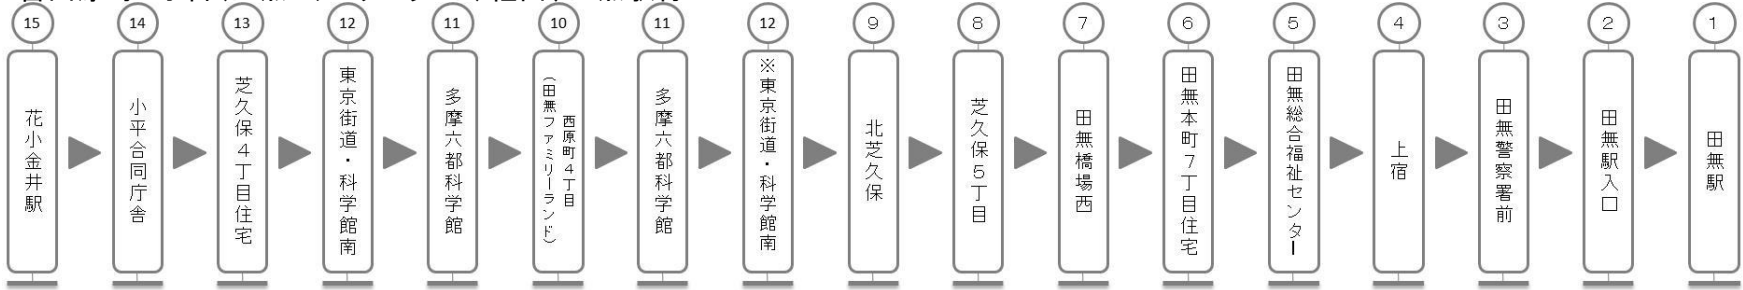 15
花小金井駅
14
小平合同庁舎
13
芝久保4丁目住宅
12
東京街道・科学館南
11
多摩六都科学館
10
西原町4丁目
(田無ファミリーランド)
11
多摩六都科学館
12
※東京街道・科学館南
9
北芝久保
8
芝久保5丁目
7
田無橋場西
6
田無本町7丁目住宅
5
田無総合福祉センター
4
上宿
3
田無警察署前
2
田無駅入口
1
田無駅